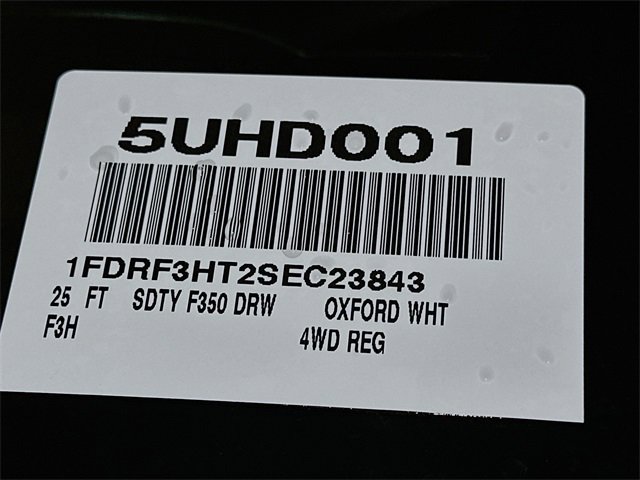 5UHD001
1FDRF3HT2SEC23843
25 FT SDTY F350 DRW OXFORD WHT
F3H 4WD REG